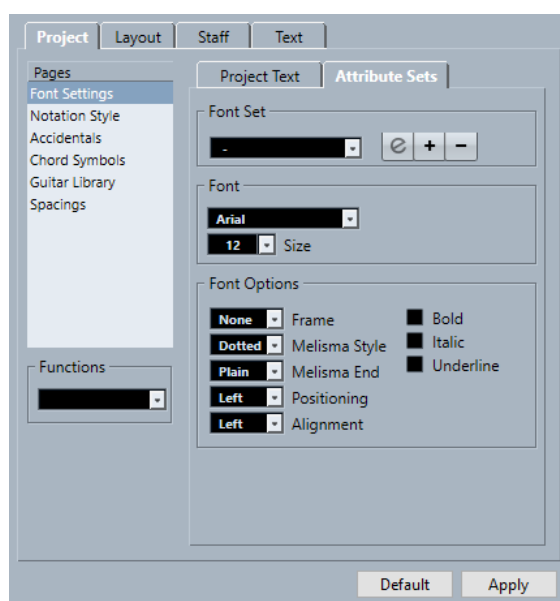 Project Layout Staff Text
Pages
Font Settings
Notation Style
Accidentals
Chord Symbols
Guitar Library
Spacings
Functions
Project Text Attribute Sets
Font Set
- e + -
Font
Arial
12 Size
Font Options
None Frame
Dotted Melisma Style
Plain Melisma End
Left Positioning
Left Alignment
Bold
Italic
Underline
Default Apply